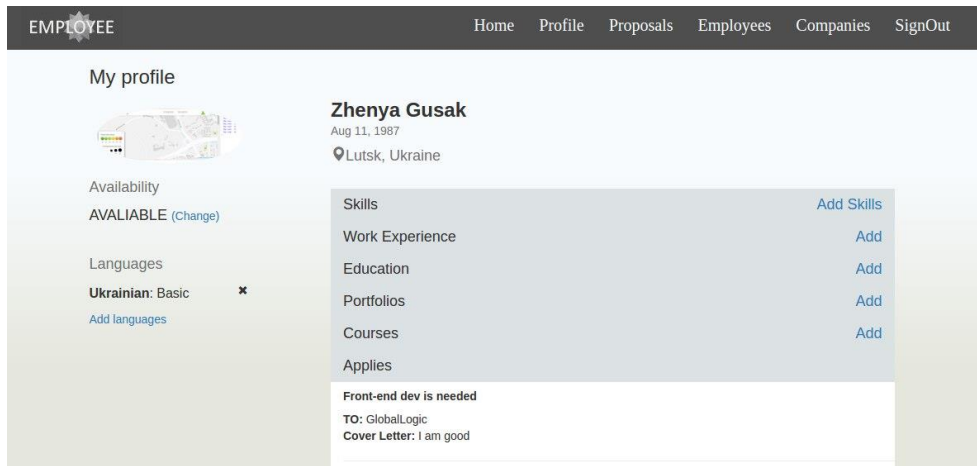 EMPLOYEE
Home Profile Proposals Employees Companies SignOut
My profile
Zhenya Gusak
Aug 11, 1987
Lutsk, Ukraine
Availability
AVALIABLE (Change)
Languages
Ukrainian: Basic
Add languages
Skills Add Skills
Work Experience Add
Education Add
Portfolios Add
Courses Add
Applies
Front-end dev is needed
TO: GlobalLogic
Cover Letter: I am good